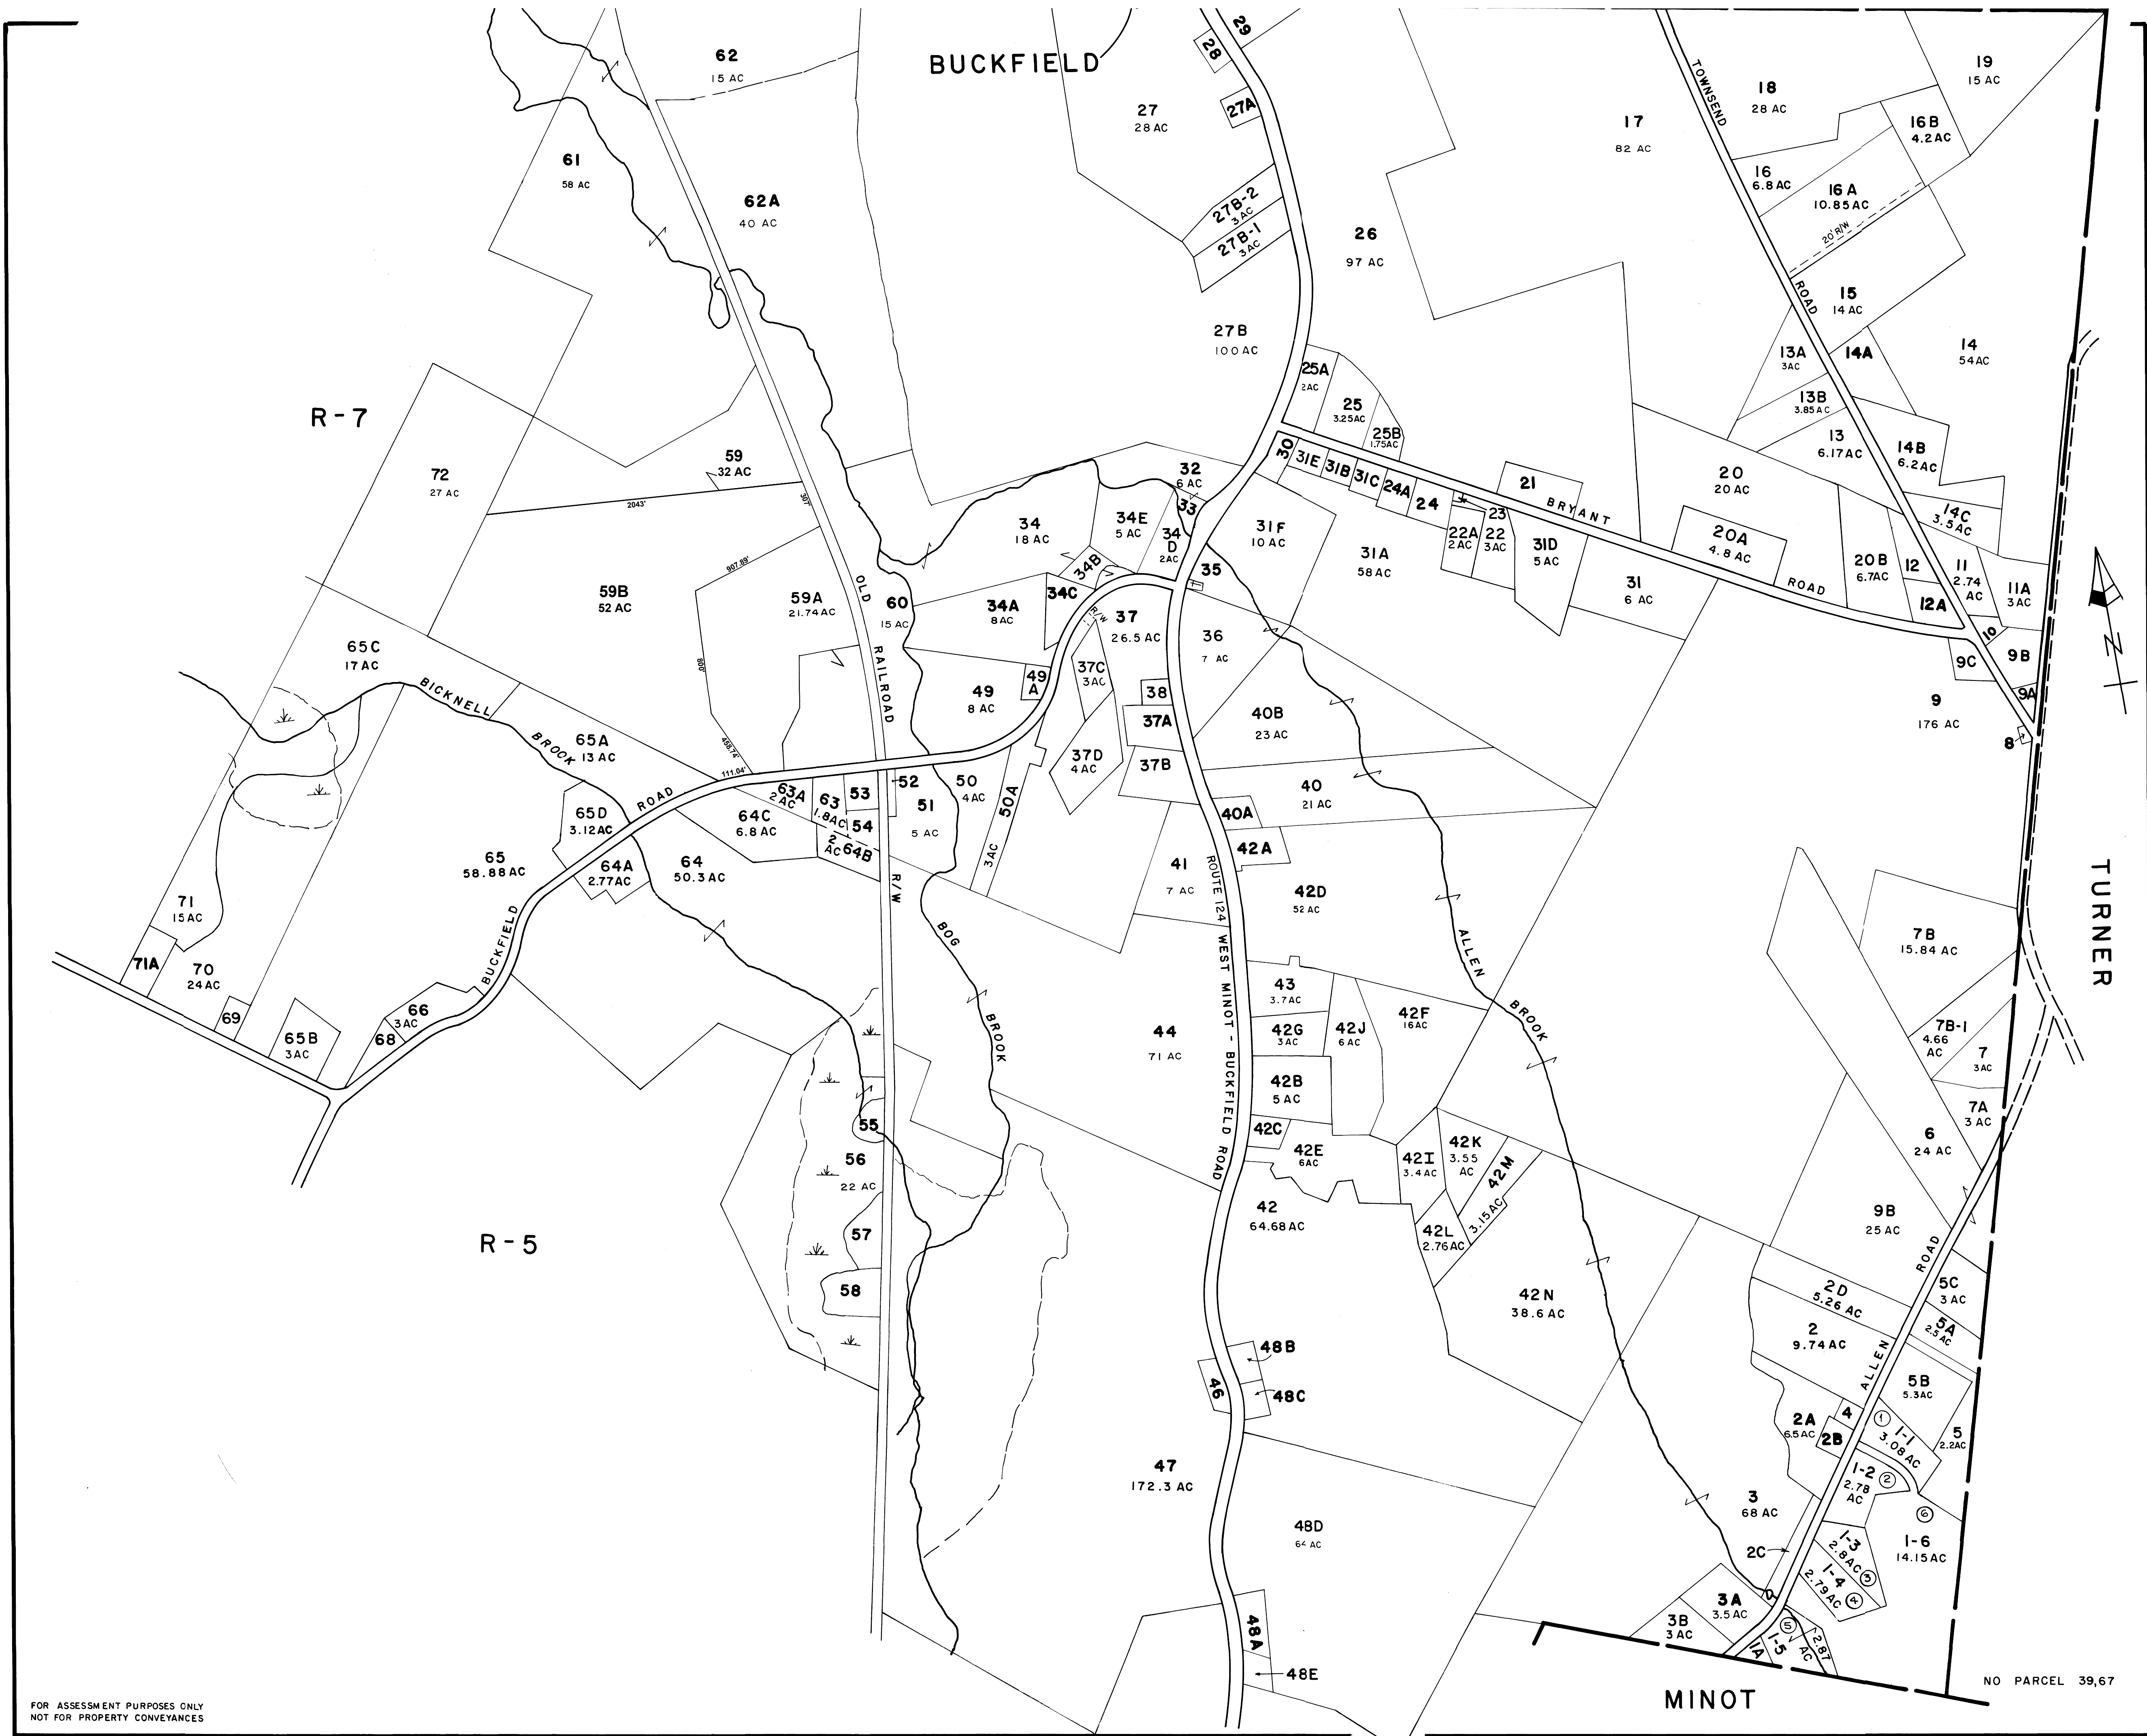 BUCKFIELD
62
15 AC
29
28
27A
27
28 AC
61
58 AC
62A
40 AC
27B-2
3 AC
27B-1
3 AC
27B
100 AC
26
97 AC
17
82 AC
TOWNSEND
ROAD
18
28 AC
19
15 AC
16B
4.2 AC
16
6.8 AC
16 A
10.85 AC
20' R/W
15
14 AC
14A
14
54 AC
13A
3 AC
13B
3.85 AC
13
6.17 AC
14B
6.2 AC
14C
3.5 AC
R-7
72
27 AC
59
32 AC
2043'
307'
907.89'
59B
52 AC
59A
21.74 AC
800'
468.74'
111.04'
OLD
RAILROAD
R/W
60
15 AC
34
18 AC
34E
5 AC
34
D
2 AC
32
6 AC
33
34B
34C
34A
8 AC
R/W
35
25A
2 AC
25
3.25 AC
25B
1.75 AC
30
31E
31B
31C
24A
24
23
22A
2 AC
22
3 AC
21
BRYANT
ROAD
31F
10 AC
31A
58 AC
31D
5 AC
31
6 AC
20
20 AC
20A
4.8 AC
20 B
6.7 AC
12
12A
11
2.74
AC
11A
3 AC
10
9C
9B
9A
9
176 AC
8
N
TURNER
37
26.5 AC
36
7 AC
37C
3 AC
38
37A
37B
37D
4 AC
49
8 AC
49
A
40B
23 AC
40
21 AC
40A
42A
65C
17 AC
BICKNELL
BROOK
65A
13 AC
65D
3.12 AC
BUCKFIELD
ROAD
63A
2 AC
63
1.8 AC
53
54
52
51
5 AC
50
4 AC
50A
3 AC
64C
6.8 AC
2
AC
64B
64
50.3 AC
64A
2.77 AC
65
58.88 AC
71
15 AC
71A
70
24 AC
69
65B
3 AC
68
66
3 AC
41
7 AC
ROUTE 124 WEST MINOT - BUCKFIELD ROAD
42D
52 AC
BOG
BROOK
ALLEN
BROOK
44
71 AC
43
3.7 AC
42G
3 AC
42J
6 AC
42F
16 AC
42B
5 AC
42C
42E
6 AC
42I
3.4 AC
42K
3.55
AC
42M
3.15 AC
42L
2.76 AC
42
64.68 AC
42N
38.6 AC
7B
15.84 AC
7B-1
4.66
AC
7
3 AC
7A
3 AC
6
24 AC
9B
25 AC
ALLEN
ROAD
R-5
55
56
22 AC
57
58
48B
48C
46
47
172.3 AC
48D
64 AC
48A
48E
2 D
5.26 AC
2
9.74 AC
5C
3 AC
5A
2.5 AC
5B
5.3 AC
5
2.2 AC
4
2A
6.5 AC
2B
1
1-1
3.08 AC
1-2
2
2.78
AC
6
1-6
14.15 AC
3
68 AC
2C
1-3
2.8 AC
3
1-4
2.79 AC
4
3A
3.5 AC
3B
3 AC
1A
5
1-5
2.87
AC
MINOT
NO PARCEL 39,67
FOR ASSESSMENT PURPOSES ONLY
NOT FOR PROPERTY CONVEYANCES